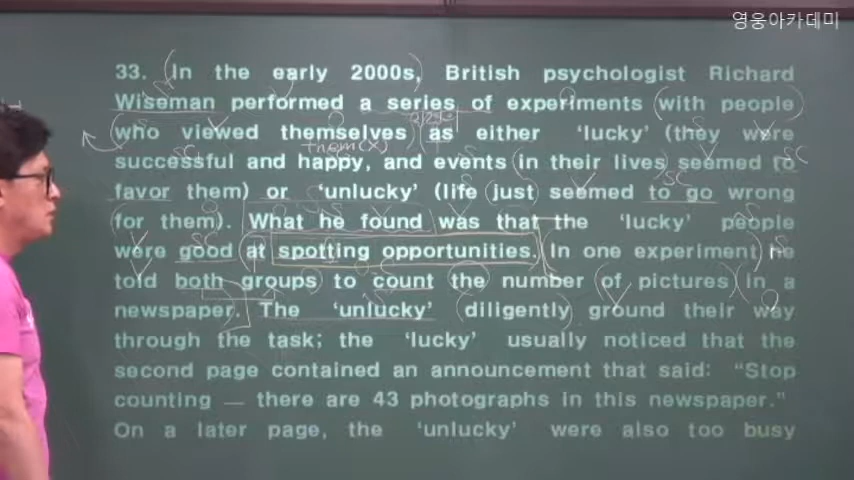 영웅아카데미
33. In the early 2000s, British psychologist Richard
Wiseman performed a series of experiments (with people)
(who viewed themselves) as either 'lucky' (they were
them(x)
successful and happy, and events in their lives seemed to
favor them) or 'unlucky' (life just seemed to go wrong
for them). What he found was that the 'lucky' people
were good at spotting opportunities. In one experiment he
told both groups to count the number of pictures in a
newspaper. The 'unlucky' diligently ground their way
through the task; the 'lucky' usually noticed that the
second page contained an announcement that said: "Stop
counting — there are 43 photographs in this newspaper."
On a later page, the 'unlucky' were also too busy